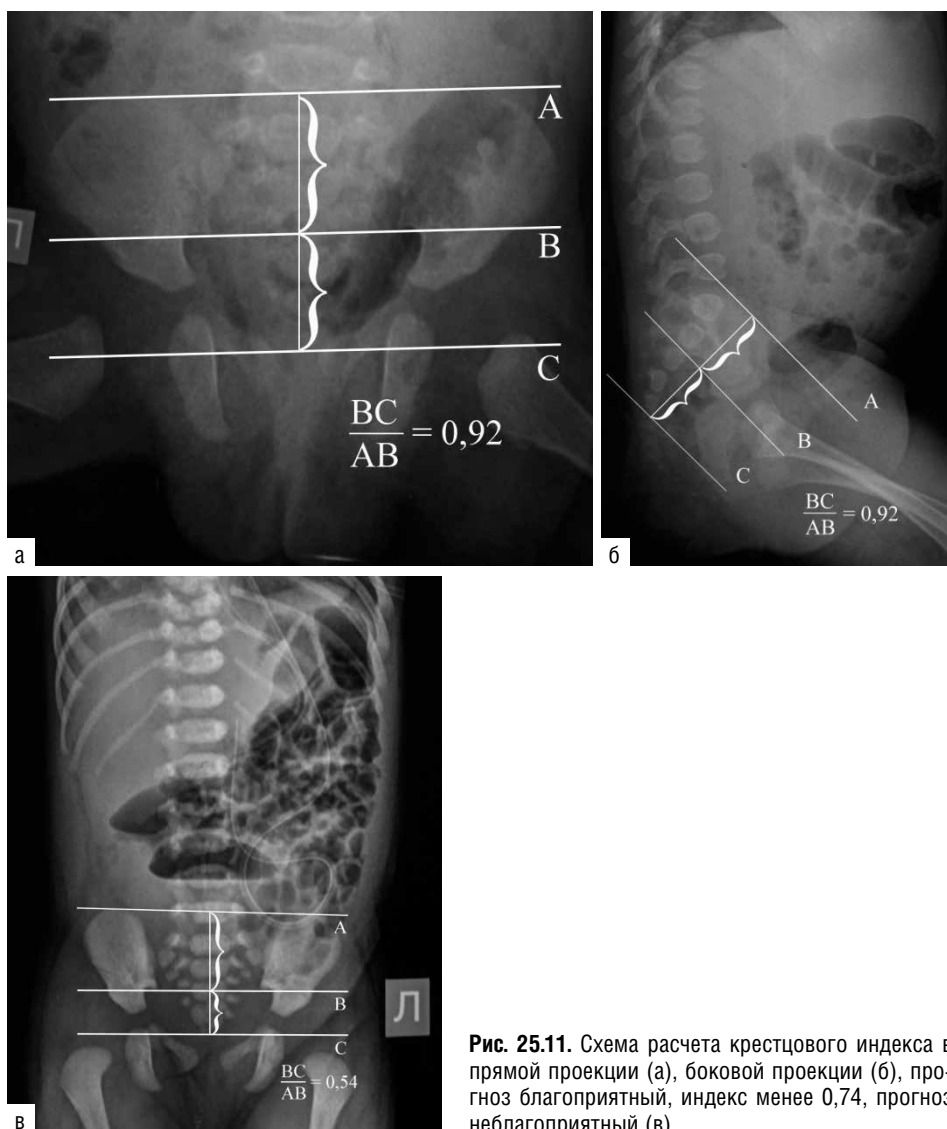 A
B
C
BC
AB = 0,92
а
A
B
C
BC
AB = 0,92
б
A
B
C
BC
AB = 0,54
Л
в
Рис. 25.11. Схема расчета крестцового индекса в
прямой проекции (а), боковой проекции (б), про-
гноз благоприятный, индекс менее 0,74, прогноз
неблагоприятный (в)